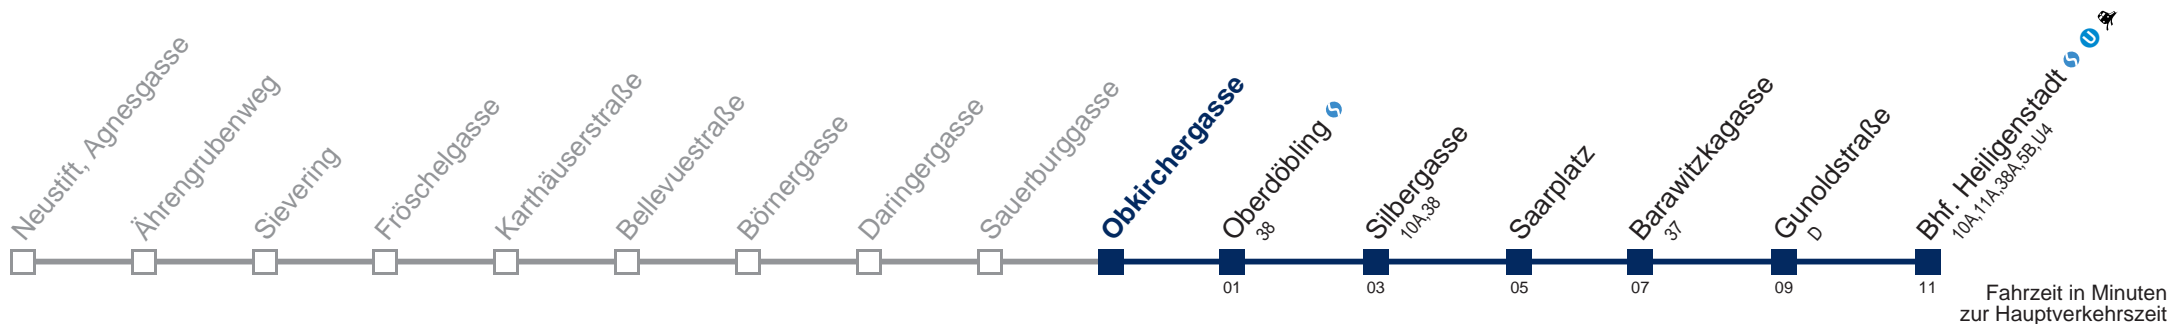 Neustift, Agnesgasse
Ährengrubenweg
Sievering
Fröschelgasse
Karthäuserstraße
Bellevuestraße
Börnergasse
Daringergasse
Sauerburggasse
Obkirchergasse
Oberdöbling
38
01
Silbergasse
10A,38
03
Saarplatz
05
Barawitzkagasse
37
07
Gunoldstraße
D
09
Bhf. Heiligenstadt
U
10A,11A,38A,5B,U4
11
Fahrzeit in Minuten
zur Hauptverkehrszeit